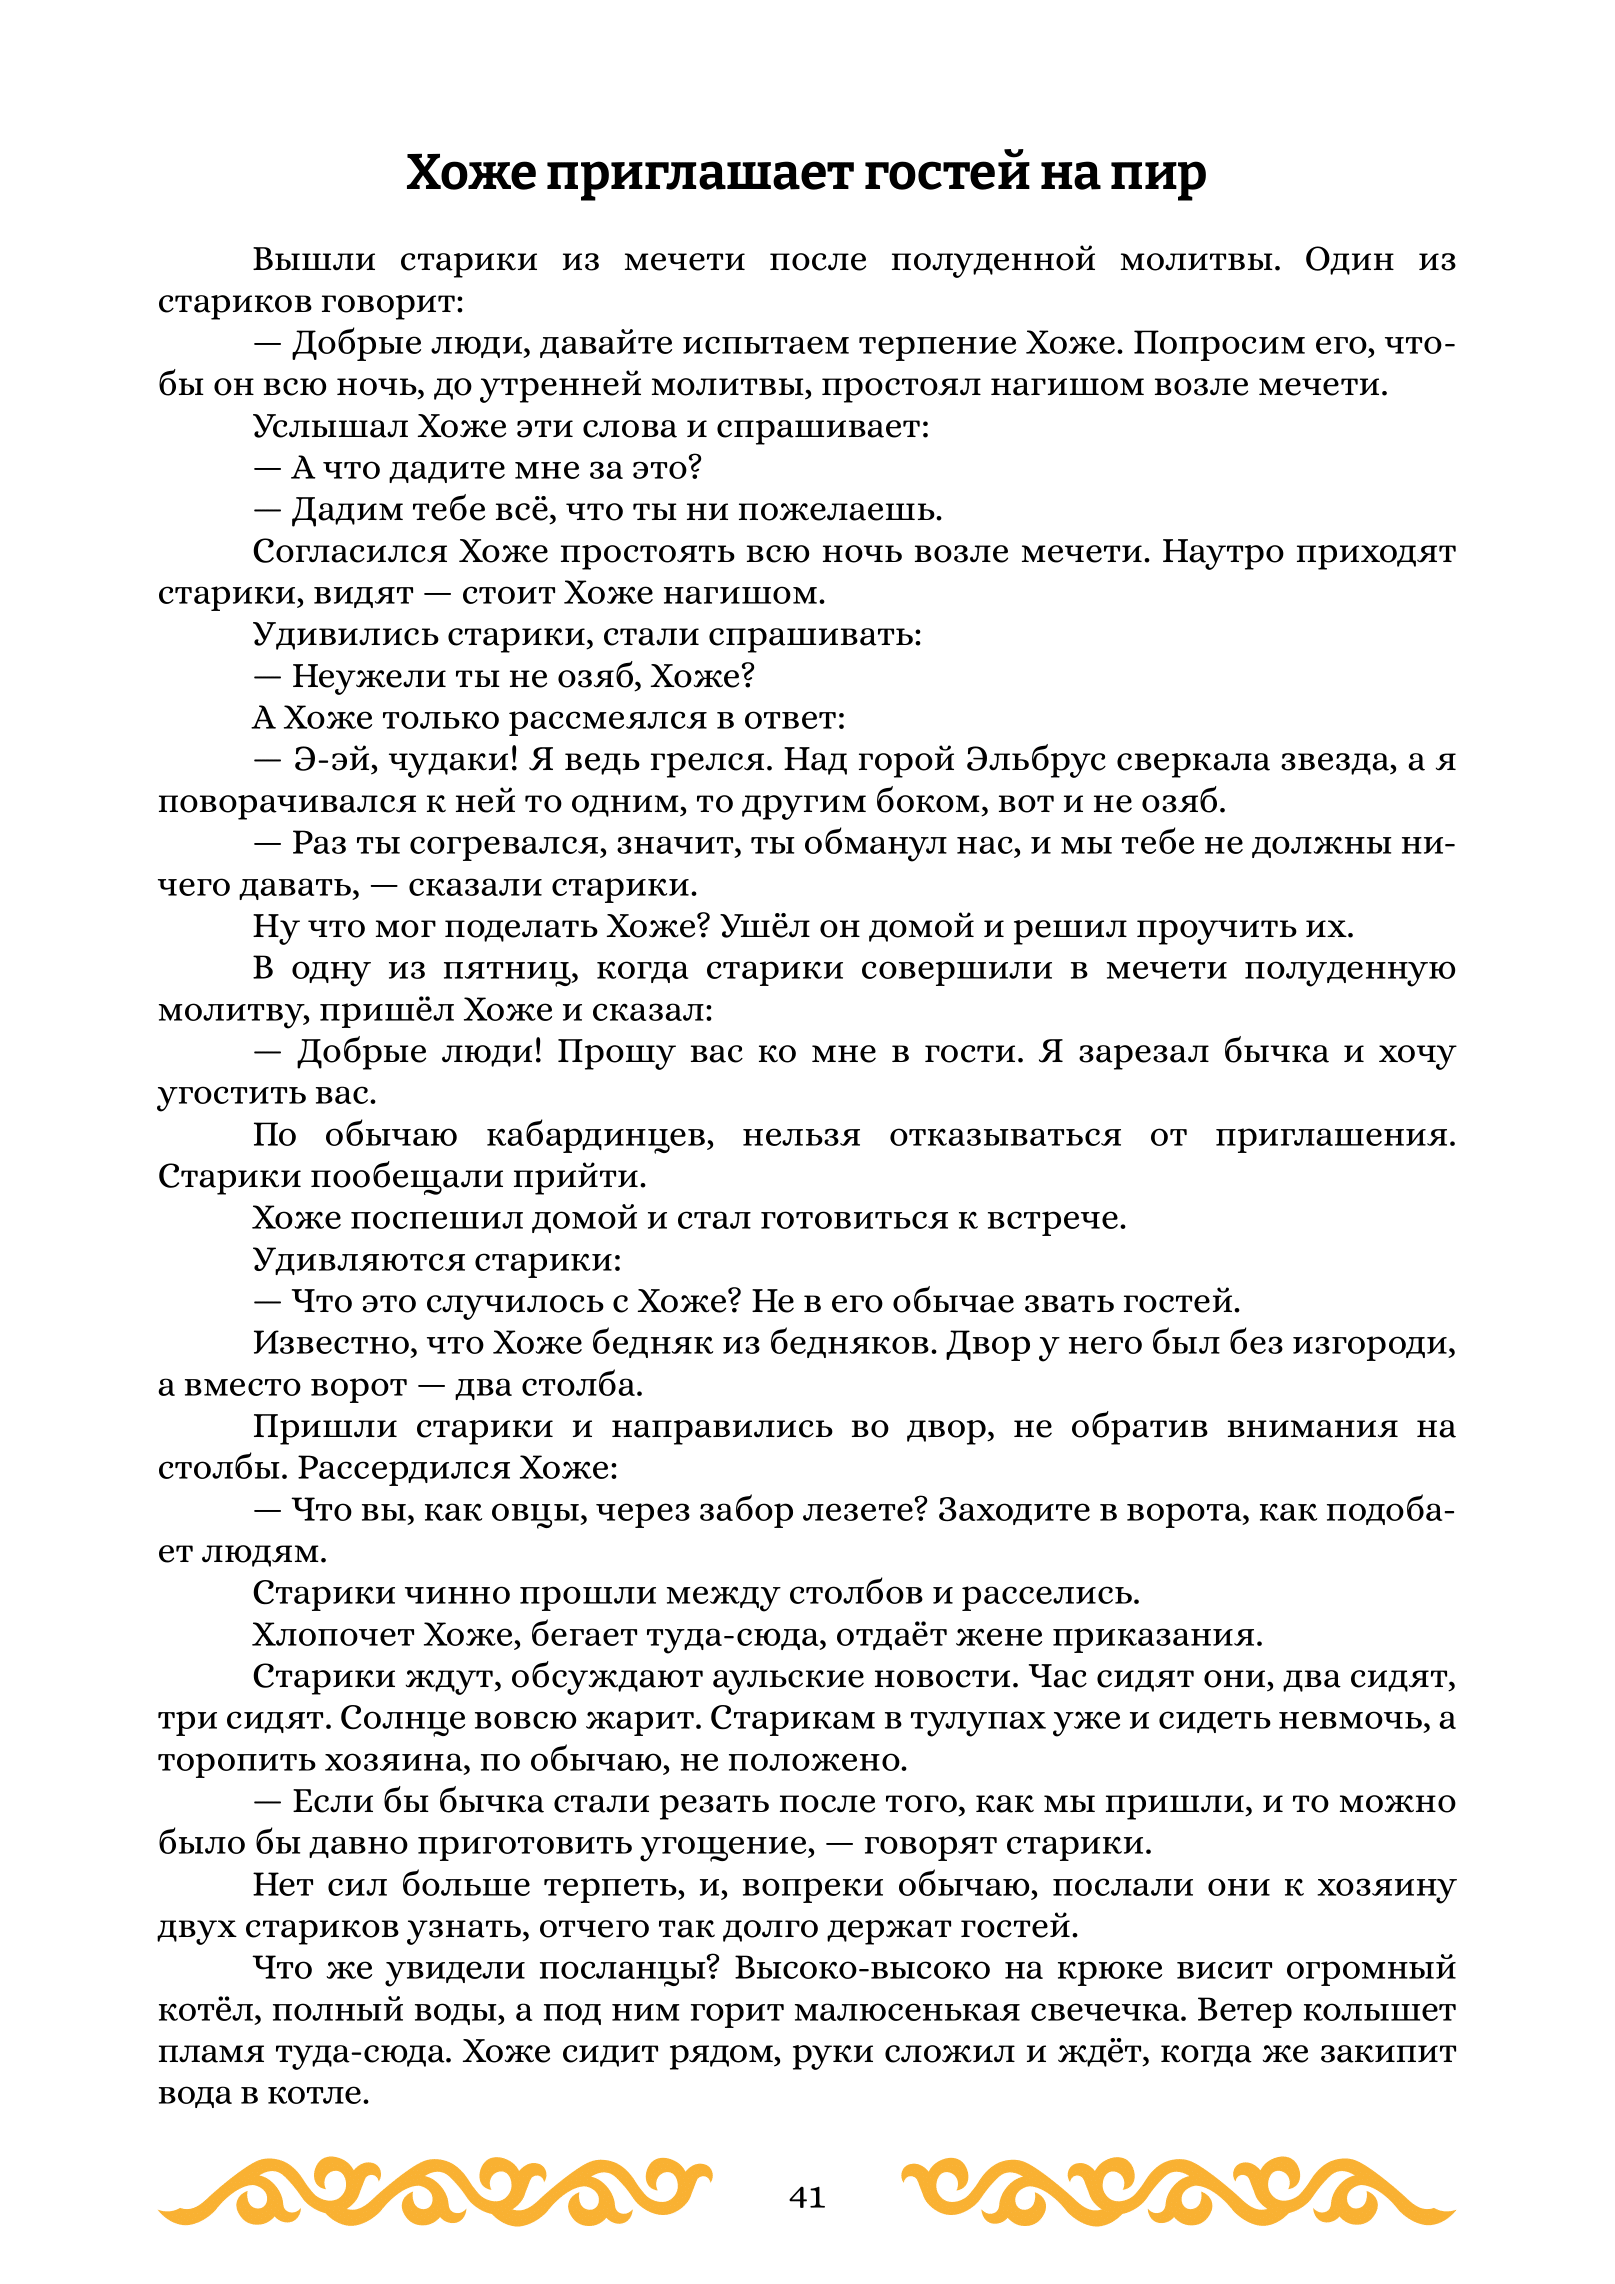 Хоже приглашает гостей на пир
Вышли старики из мечети после полуденной молитвы. Один из
стариков говорит:
— Добрые люди, давайте испытаем терпение Хоже. Попросим его, что-
бы он всю ночь, до утренней молитвы, простоял нагишом возле мечети.
Услышал Хоже эти слова и спрашивает:
— А что дадите мне за это?
— Дадим тебе всё, что ты ни пожелаешь.
Согласился Хоже простоять всю ночь возле мечети. Наутро приходят
старики, видят — стоит Хоже нагишом.
Удивились старики, стали спрашивать:
— Неужели ты не озяб, Хоже?
А Хоже только рассмеялся в ответ:
— Э-эй, чудаки! Я ведь грелся. Над горой Эльбрус сверкала звезда, а я
поворачивался к ней то одним, то другим боком, вот и не озяб.
— Раз ты согревался, значит, ты обманул нас, и мы тебе не должны ни-
чего давать, — сказали старики.
Ну что мог поделать Хоже? Ушёл он домой и решил проучить их.
В одну из пятниц, когда старики совершили в мечети полуденную
молитву, пришёл Хоже и сказал:
— Добрые люди! Прошу вас ко мне в гости. Я зарезал бычка и хочу
угостить вас.
По обычаю кабардинцев, нельзя отказываться от приглашения.
Старики пообещали прийти.
Хоже поспешил домой и стал готовиться к встрече.
Удивляются старики:
— Что это случилось с Хоже? Не в его обычае звать гостей.
Известно, что Хоже бедняк из бедняков. Двор у него был без изгороди,
а вместо ворот — два столба.
Пришли старики и направились во двор, не обратив внимания на
столбы. Рассердился Хоже:
— Что вы, как овцы, через забор лезете? Заходите в ворота, как подоба-
ет людям.
Старики чинно прошли между столбов и расселись.
Хлопочет Хоже, бегает туда-сюда, отдаёт жене приказания.
Старики ждут, обсуждают аульские новости. Час сидят они, два сидят,
три сидят. Солнце вовсю жарит. Старикам в тулупах уже и сидеть невмочь, а
торопить хозяина, по обычаю, не положено.
— Если бы бычка стали резать после того, как мы пришли, и то можно
было бы давно приготовить угощение, — говорят старики.
Нет сил больше терпеть, и, вопреки обычаю, послали они к хозяину
двух стариков узнать, отчего так долго держат гостей.
Что же увидели посланцы? Высоко-высоко на крюке висит огромный
котёл, полный воды, а под ним горит малюсенькая свечечка. Ветер колышет
пламя туда-сюда. Хоже сидит рядом, руки сложил и ждёт, когда же закипит
вода в котле.
41